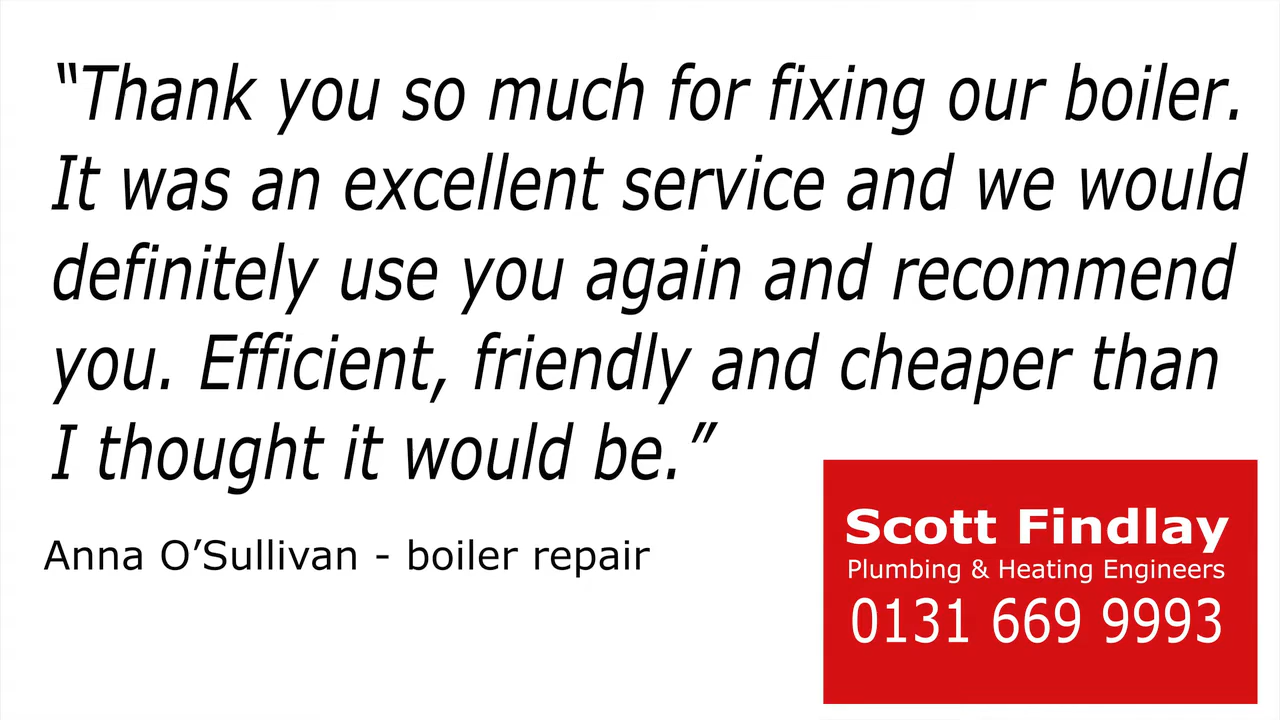 “Thank you so much for fixing our boiler.
It was an excellent service and we would
definitely use you again and recommend
you. Efficient, friendly and cheaper than
I thought it would be.”
Anna O’Sullivan - boiler repair
Scott Findlay
Plumbing & Heating Engineers
0131 669 9993